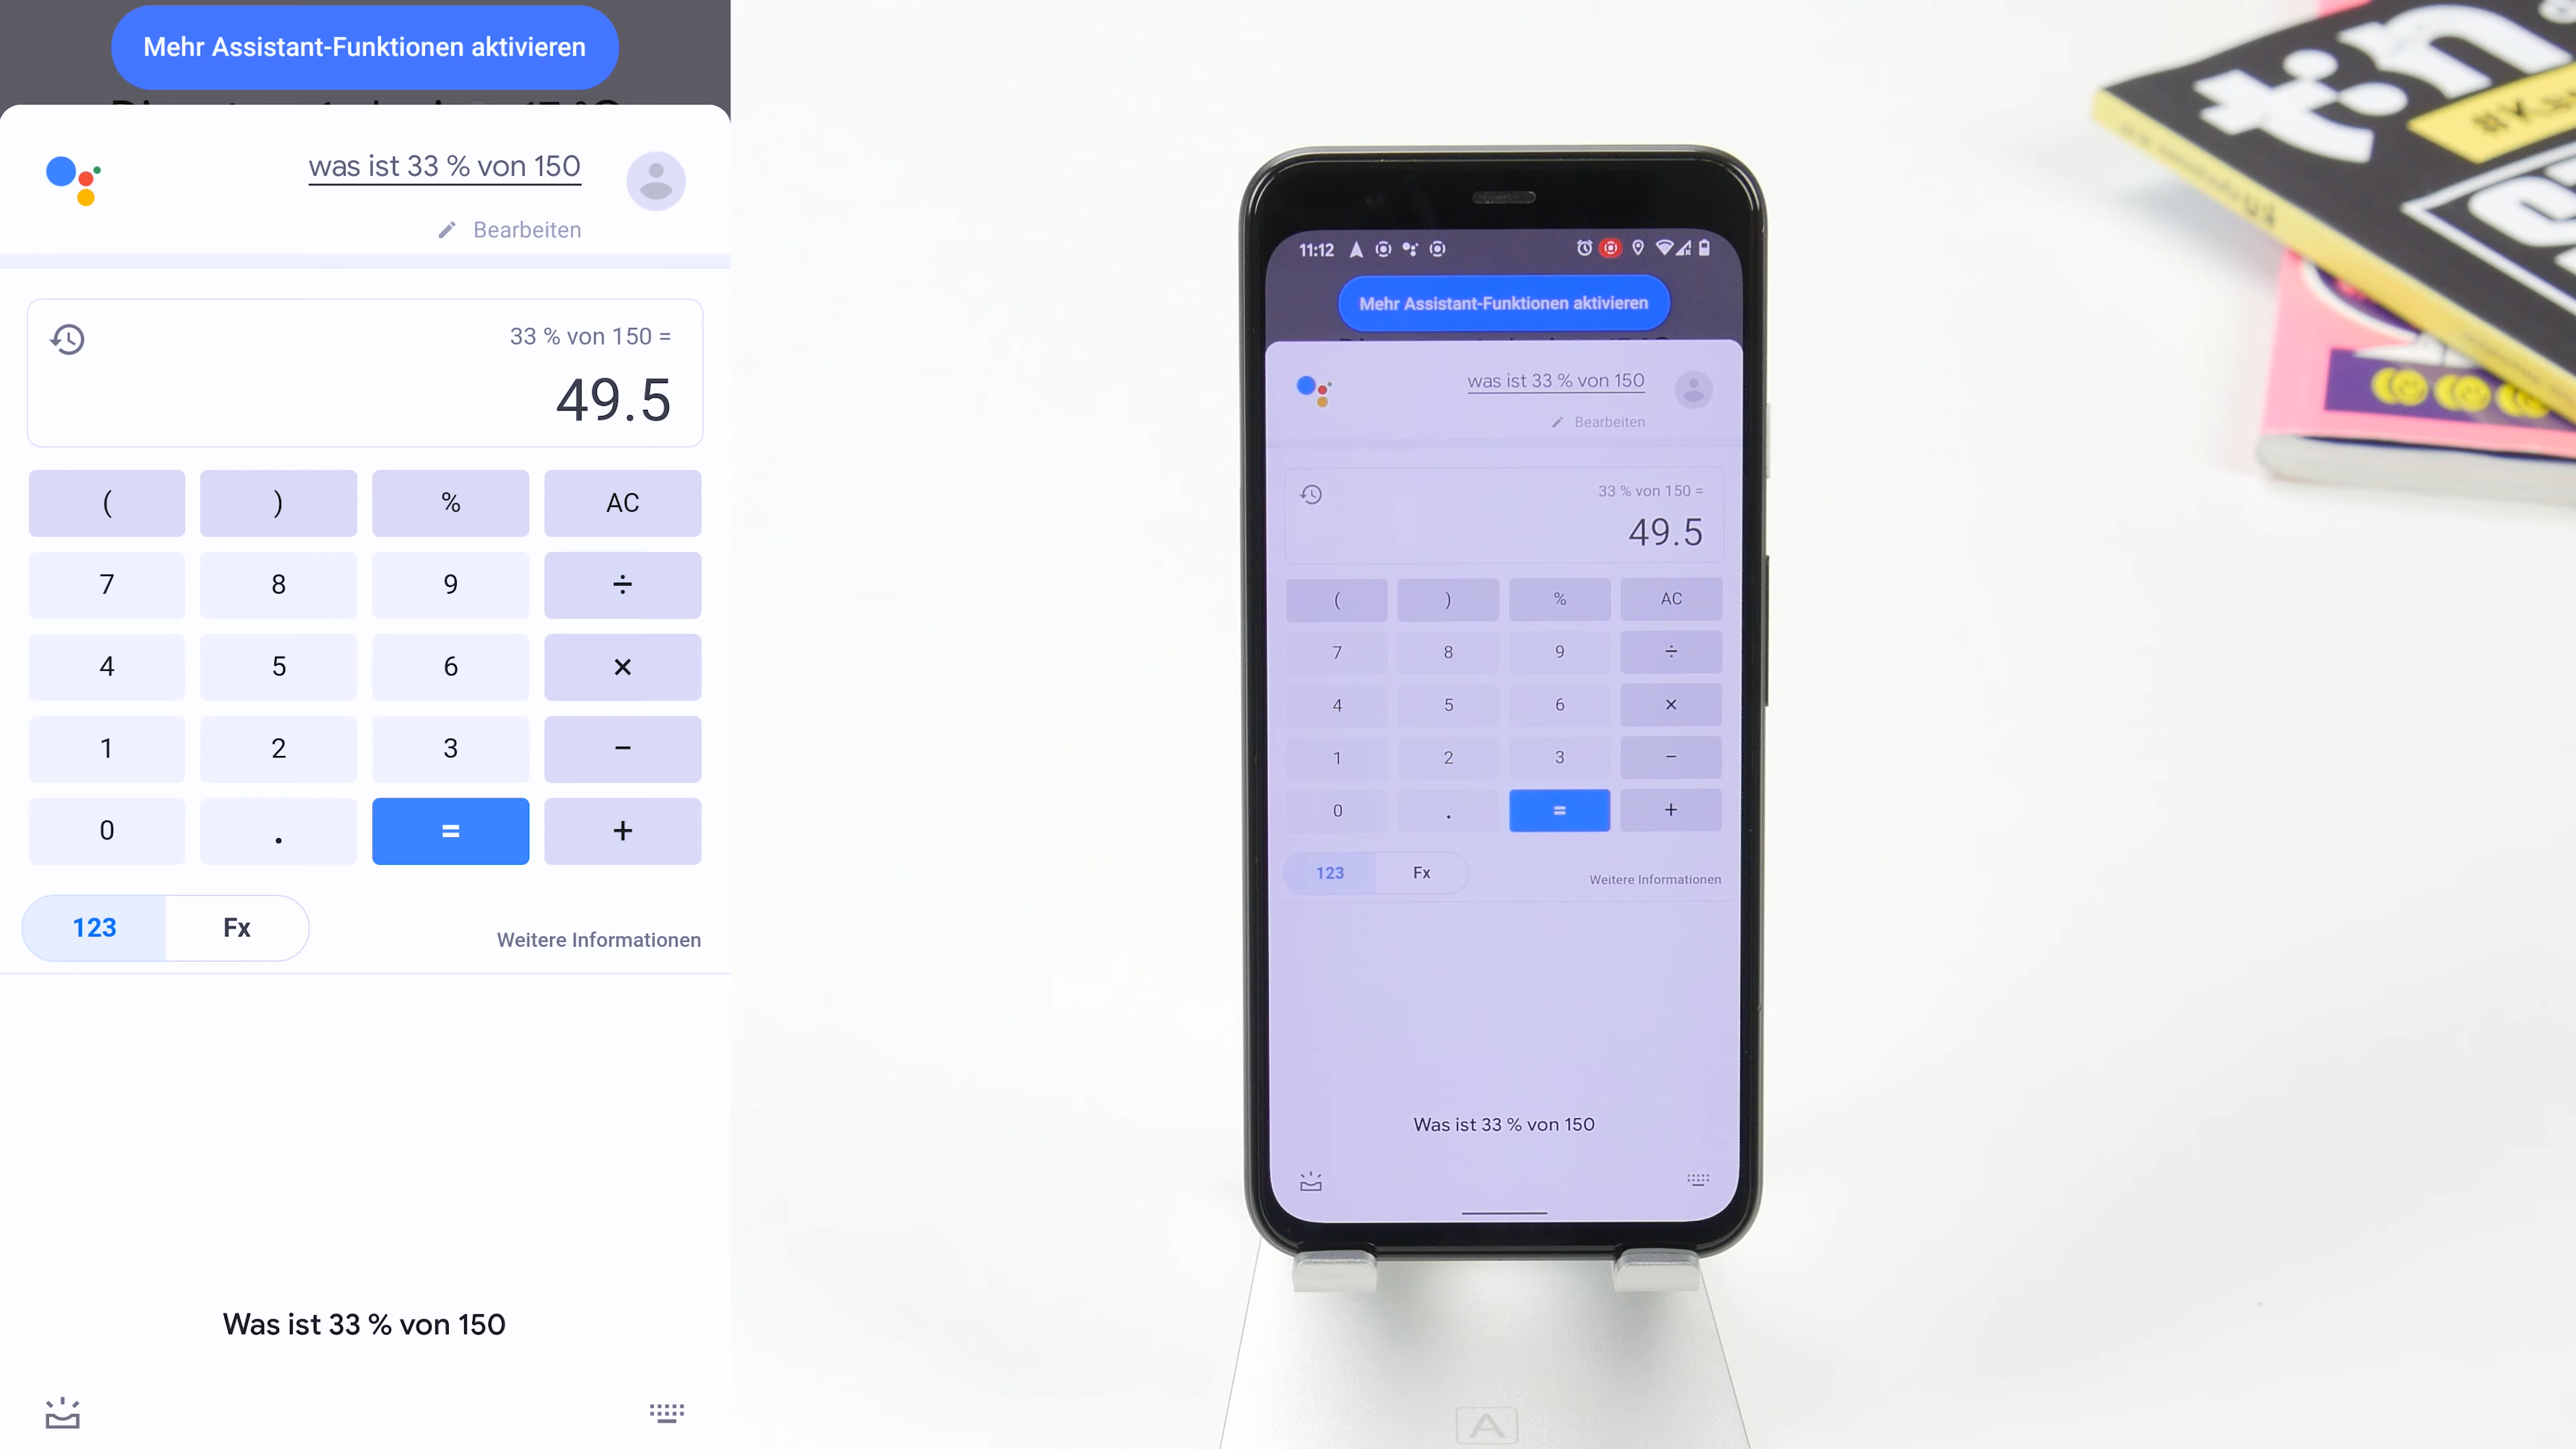 Mehr Assistant-Funktionen aktivieren
was ist 33 % von 150
Bearbeiten
33 % von 150 =
49.5
( ) % AC
7 8 9 ÷
4 5 6 ×
1 2 3 −
0 . = +
123 Fx
Weitere Informationen
Was ist 33 % von 150
11:12
Mehr Assistant-Funktionen aktivieren
was ist 33 % von 150
Bearbeiten
33 % von 150 =
49.5
( ) % AC
7 8 9 ÷
4 5 6 ×
1 2 3 −
0 . = +
123 Fx
Weitere Informationen
Was ist 33 % von 150
A
t3n